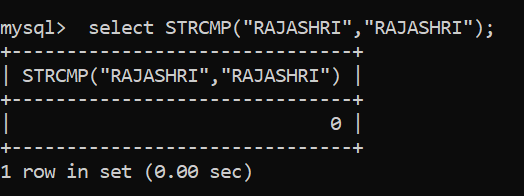 mysql>  select STRCMP("RAJASHRI","RAJASHRI");
+-------------------------------+
| STRCMP("RAJASHRI","RAJASHRI") |
+-------------------------------+
|                             0 |
+-------------------------------+
1 row in set (0.00 sec)